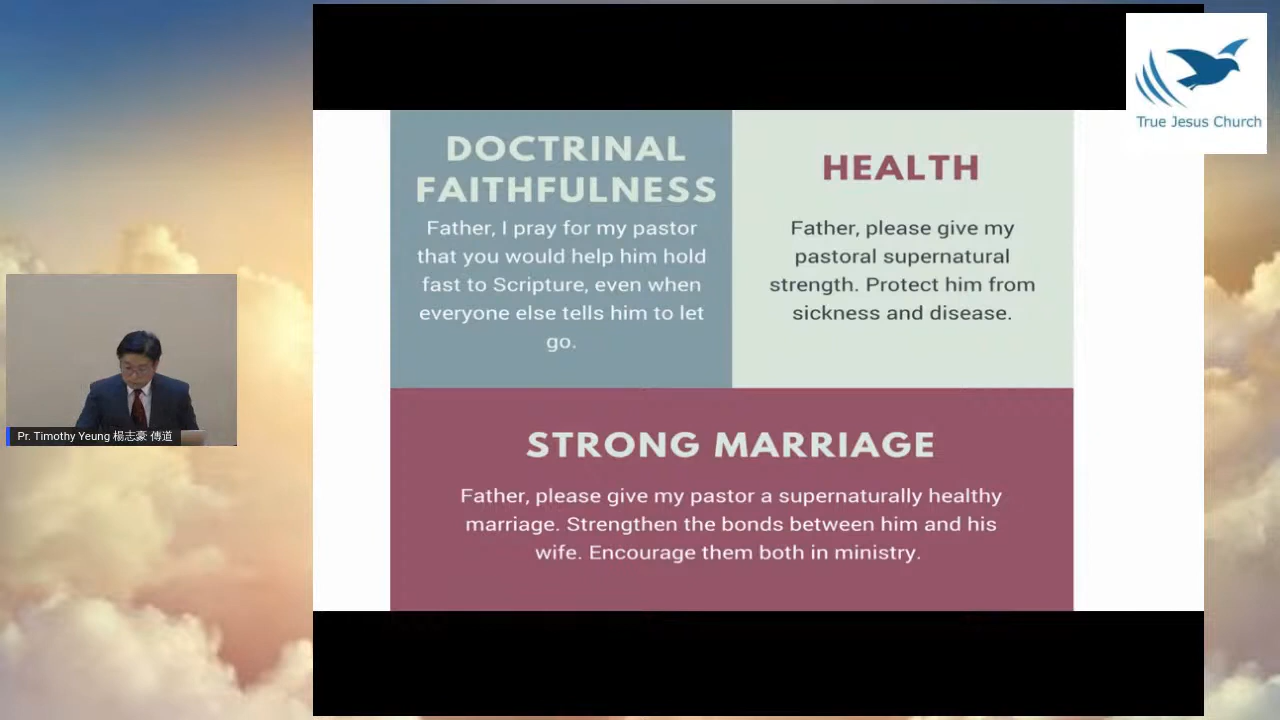 True Jesus Church
DOCTRINAL
FAITHFULNESS
Father, I pray for my pastor
that you would help him hold
fast to Scripture, even when
everyone else tells him to let
go.
HEALTH
Father, please give my
pastoral supernatural
strength. Protect him from
sickness and disease.
STRONG MARRIAGE
Father, please give my pastor a supernaturally healthy
marriage. Strengthen the bonds between him and his
wife. Encourage them both in ministry.
Pr. Timothy Yeung 楊志豪 傳道